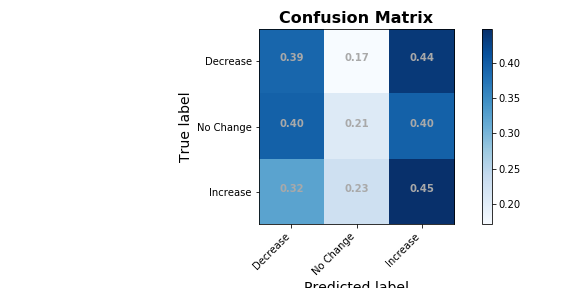 Confusion Matrix
Decrease 0.39 0.17 0.44
No Change 0.40 0.21 0.40
Increase 0.32 0.23 0.45
True label
Decrease No Change Increase
Predicted label
0.40
0.35
0.30
0.25
0.20